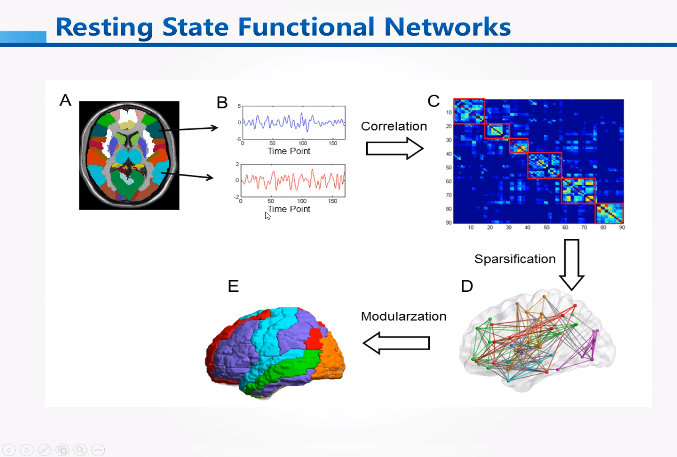 Resting State Functional Networks
A
B
5
0
-5
0
50
100
150
Time Point
2
0
-2
0
50
100
150
Time Point
Correlation
C
10
20
30
40
50
60
70
80
90
10 20 30 40 50 60 70 80 90
Sparsification
D
Modularzation
E